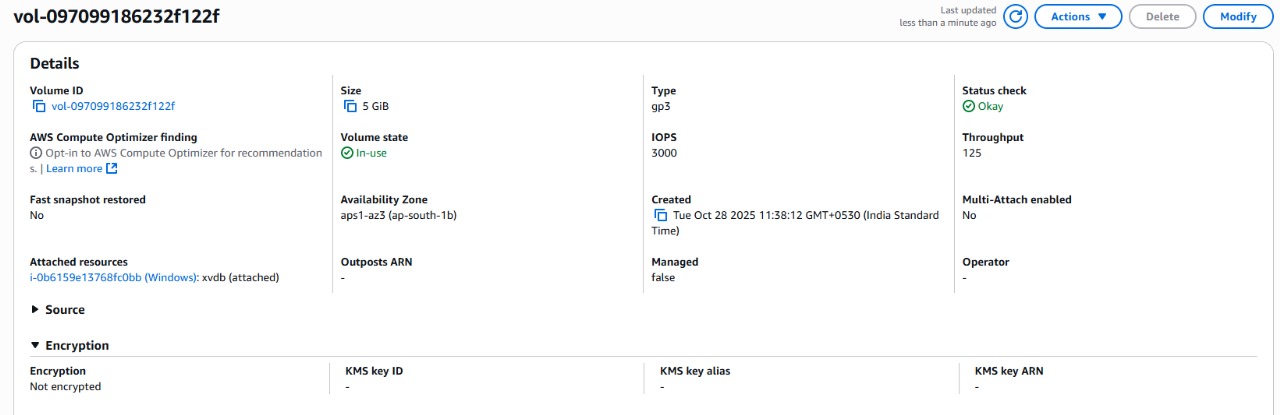 vol-097099186232f122f
Last updated
less than a minute ago
Actions
Delete
Modify
Details
Volume ID
vol-097099186232f122f
Size
5 GiB
Type
gp3
Status check
Okay
AWS Compute Optimizer finding
Opt-in to AWS Compute Optimizer for recommendation
s. | Learn more
Volume state
In-use
IOPS
3000
Throughput
125
Fast snapshot restored
No
Availability Zone
aps1-az3 (ap-south-1b)
Created
Tue Oct 28 2025 11:38:12 GMT+0530 (India Standard
Time)
Multi-Attach enabled
No
Attached resources
i-0b6159e13768fc0bb (Windows): xvdb (attached)
Outposts ARN
-
Managed
false
Operator
-
Source
Encryption
Encryption
Not encrypted
KMS key ID
-
KMS key alias
-
KMS key ARN
-